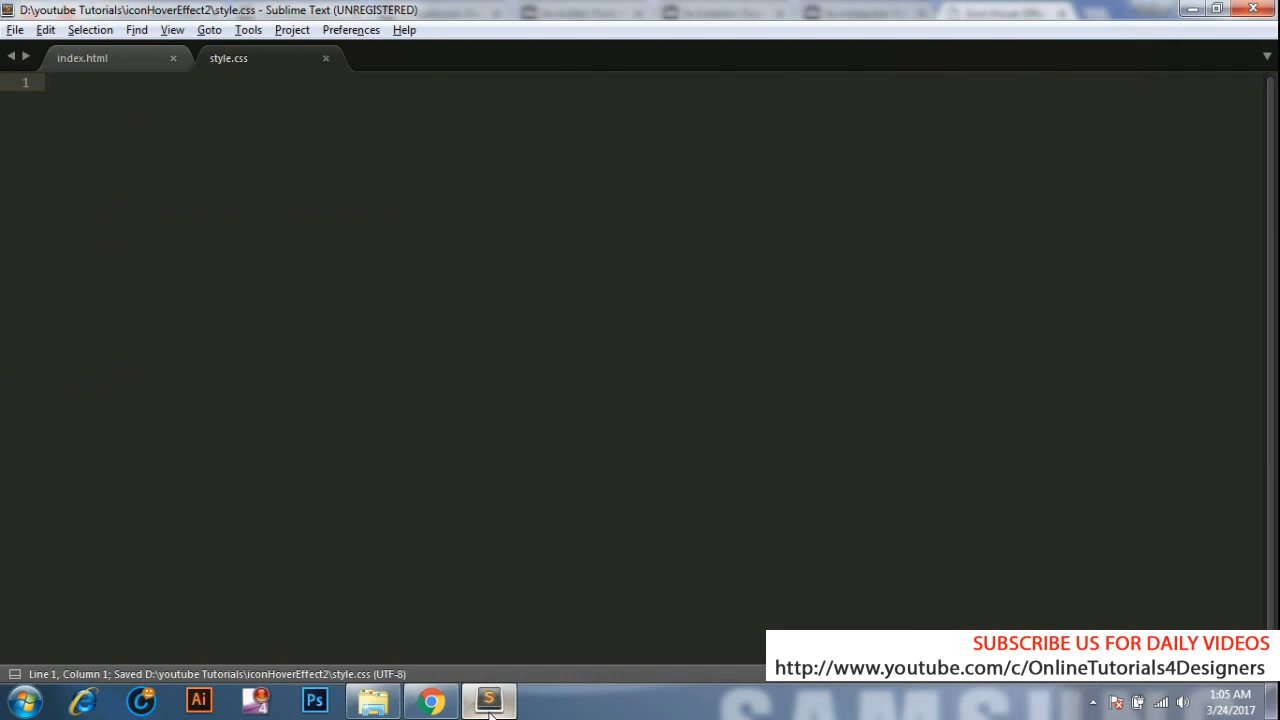 D:\youtube Tutorials\iconHoverEffect2\style.css - Sublime Text (UNREGISTERED)
File Edit Selection Find View Goto Tools Project Preferences Help
index.html style.css
1
SUBSCRIBE US FOR DAILY VIDEOS
http://www.youtube.com/c/OnlineTutorials4Designers
Line 1, Column 1; Saved D:\youtube Tutorials\iconHoverEffect2\style.css (UTF-8)
Ai 4 Ps S
1:05 AM
3/24/2017